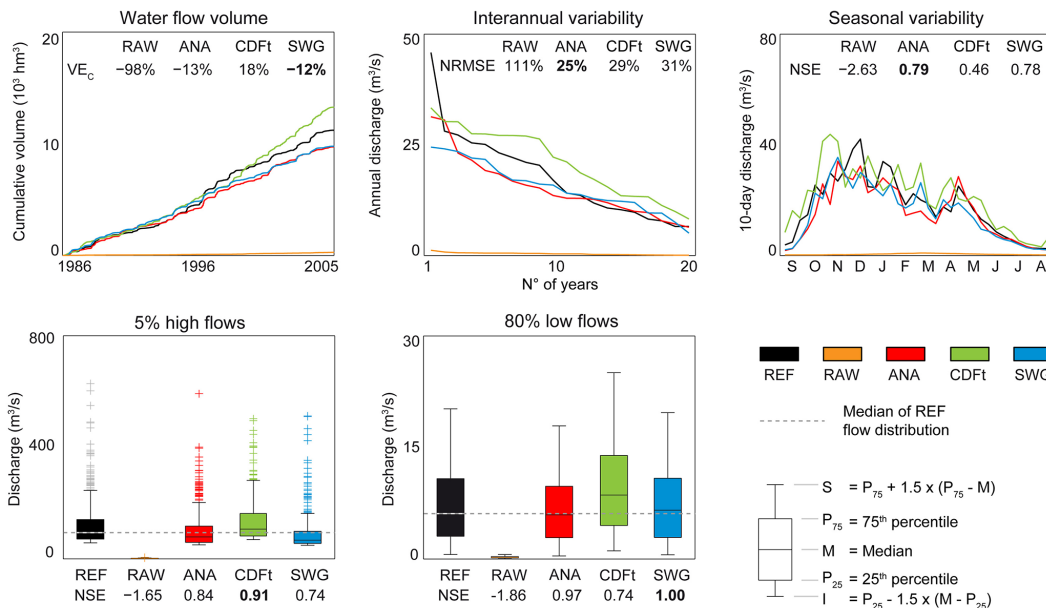 Water flow volume
Cumulative volume (10³ hm³)
20
10
0
RAW ANA CDFt SWG
VE_C −98% −13% 18% −12%
1986 1996 2005
Interannual variability
Annual discharge (m³/s)
50
25
0
RAW ANA CDFt SWG
NRMSE 111% 25% 29% 31%
1 10 20
N° of years
Seasonal variability
10-day discharge (m³/s)
80
40
0
RAW ANA CDFt SWG
NSE −2.63 0.79 0.46 0.78
S O N D J F M A M J J A
5% high flows
Discharge (m³/s)
800
400
0
REF RAW ANA CDFt SWG
NSE −1.65 0.84 0.91 0.74
80% low flows
Discharge (m³/s)
30
15
0
REF RAW ANA CDFt SWG
NSE -1.86 0.97 0.74 1.00
REF RAW ANA CDFt SWG
Median of REF
flow distribution
S = P₇₅ + 1.5 x (P₇₅ - M)
P₇₅ = 75th percentile
M = Median
P₂₅ = 25th percentile
I = P₂₅ - 1.5 x (M - P₂₅)